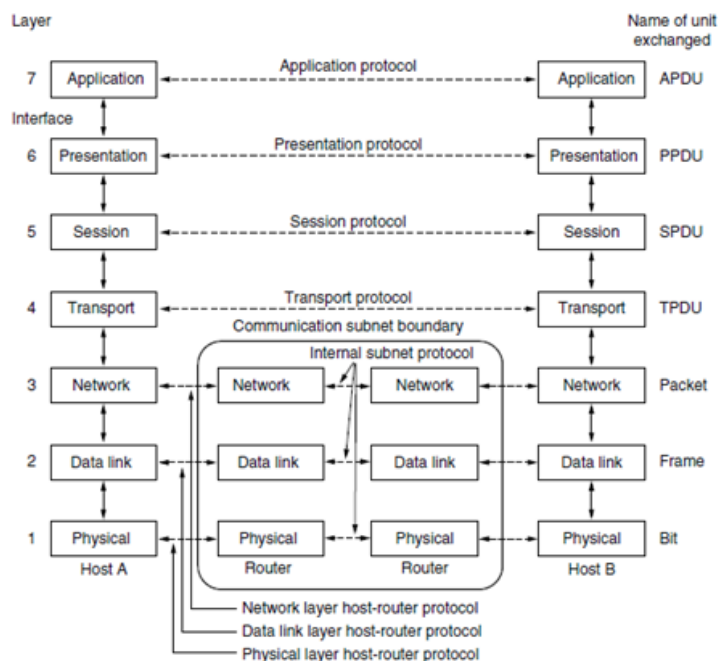 Layer
Name of unit
exchanged
Application protocol
7 Application Application APDU
Interface
Presentation protocol
6 Presentation Presentation PPDU
Session protocol
5 Session Session SPDU
Transport protocol
4 Transport Transport TPDU
Communication subnet boundary
Internal subnet protocol
3 Network Network Network Network Packet
2 Data link Data link Data link Data link Frame
1 Physical Physical Physical Physical Bit
Host A Router Router Host B
Network layer host-router protocol
Data link layer host-router protocol
Physical layer host-router protocol